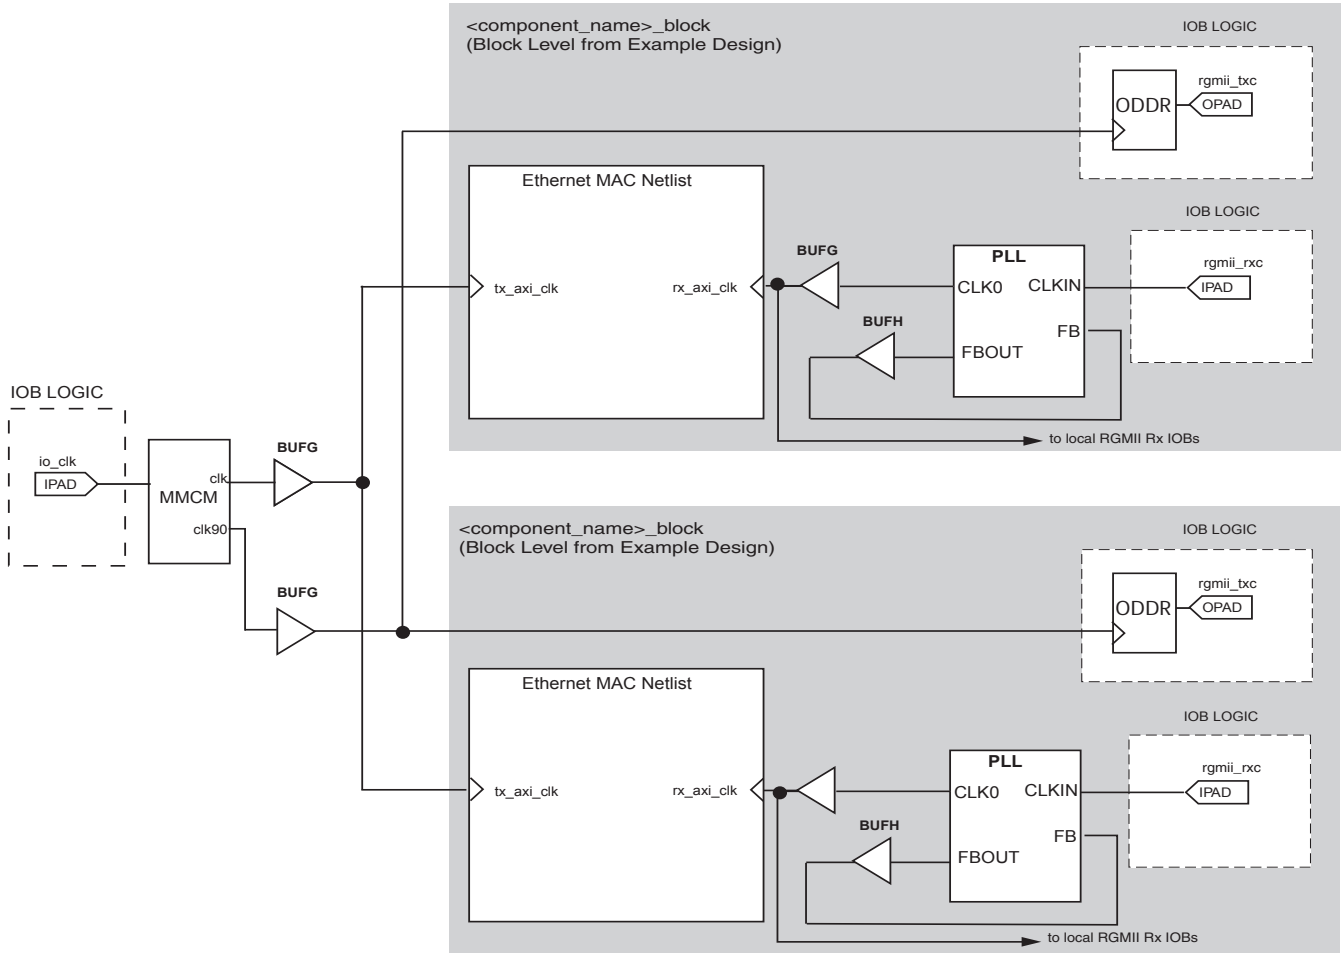 <component_name>_block
(Block Level from Example Design)
IOB LOGIC
rgmii_txc
ODDR
OPAD
Ethernet MAC Netlist
tx_axi_clk
rx_axi_clk
BUFG
BUFH
PLL
CLK0
CLKIN
FB
FBOUT
IOB LOGIC
rgmii_rxc
IPAD
to local RGMII Rx IOBs
IOB LOGIC
io_clk
IPAD
MMCM
clk
clk90
BUFG
BUFG
<component_name>_block
(Block Level from Example Design)
IOB LOGIC
rgmii_txc
ODDR
OPAD
Ethernet MAC Netlist
tx_axi_clk
rx_axi_clk
BUFH
PLL
CLK0
CLKIN
FB
FBOUT
IOB LOGIC
rgmii_rxc
IPAD
to local RGMII Rx IOBs